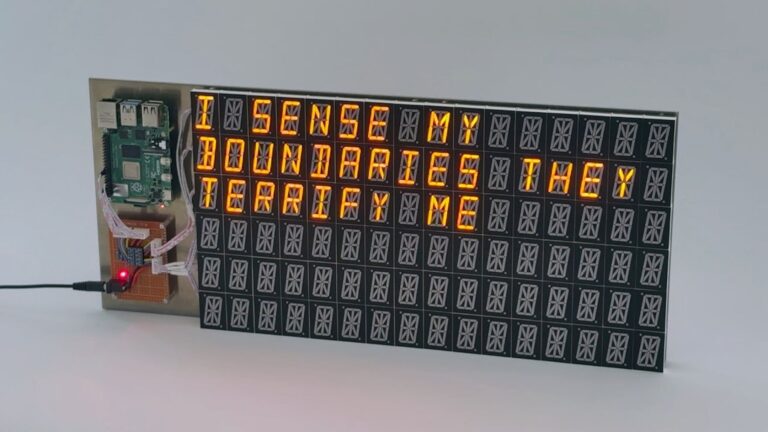 I SENSE MY
BOUNDARIES THEY
TERRIFY ME